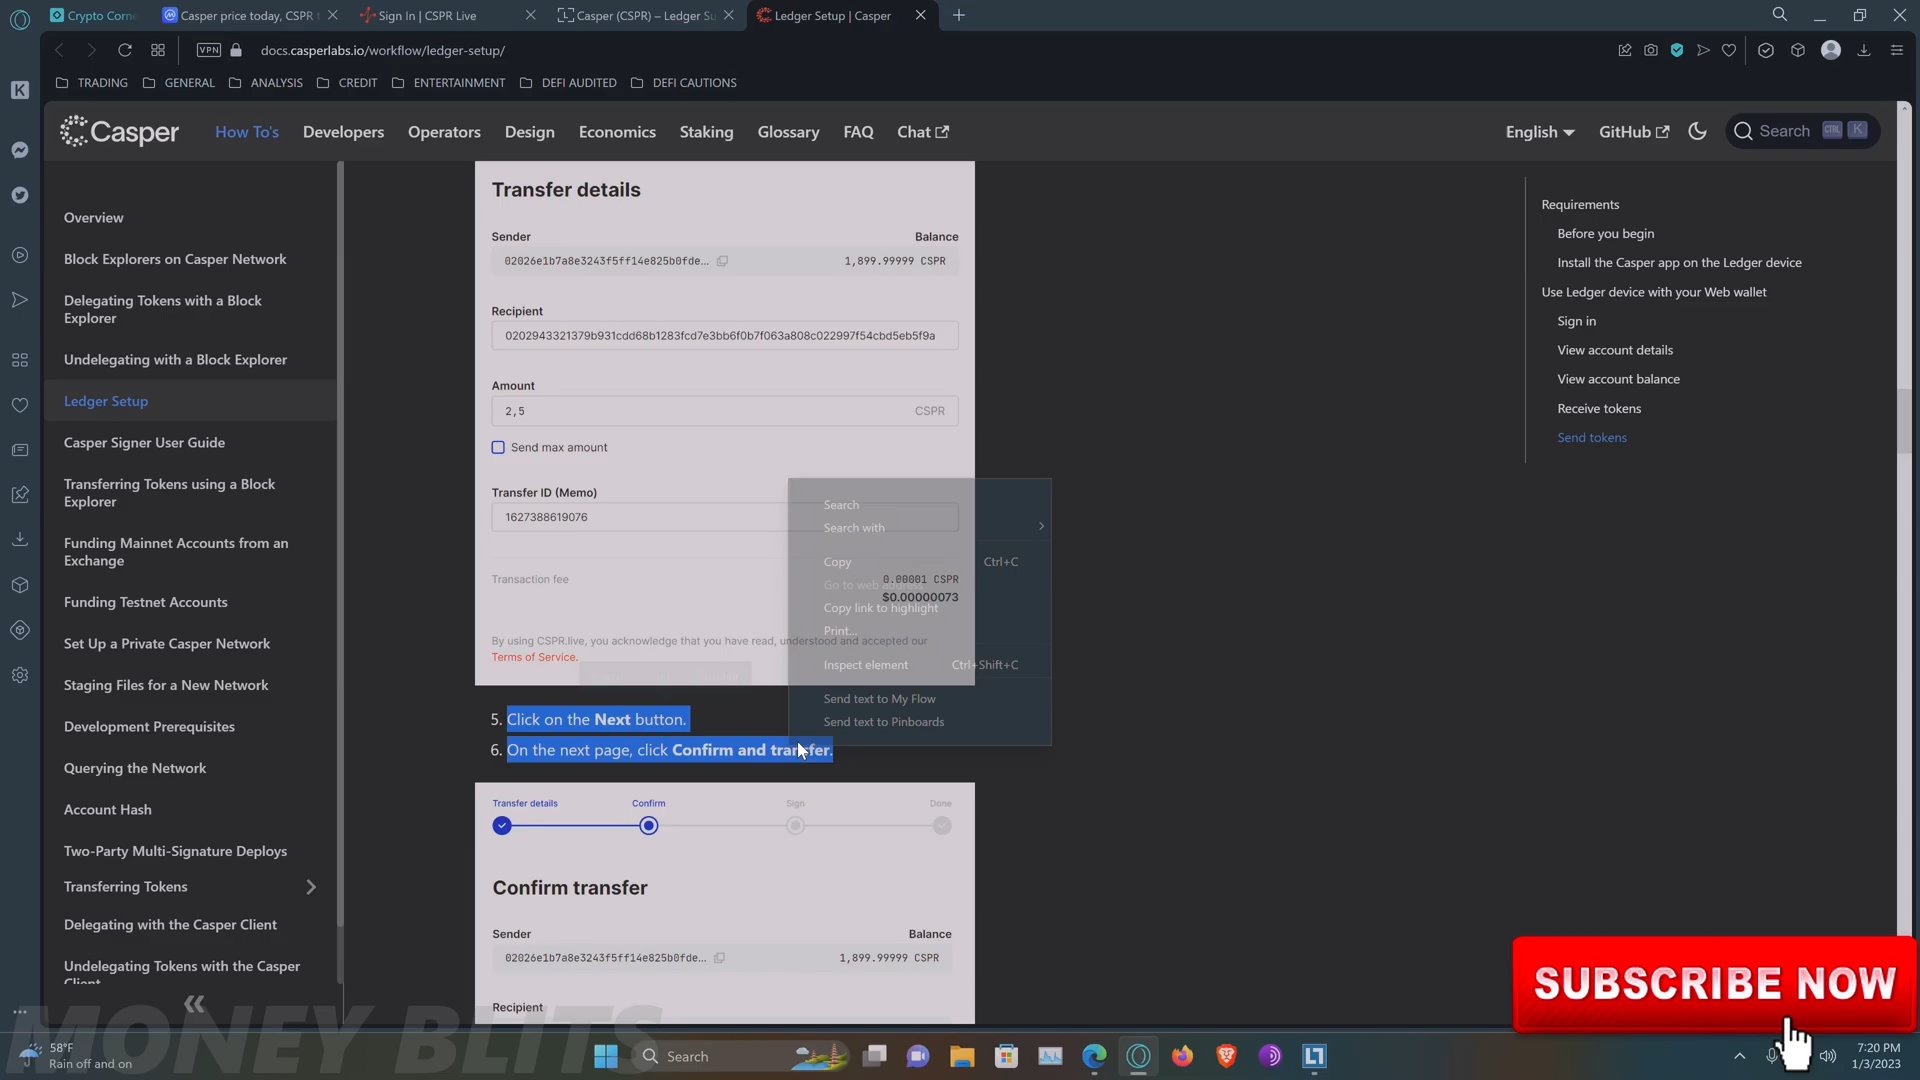 Crypto Corne
Casper price today, CSPR t
Sign In | CSPR Live
Casper (CSPR) – Ledger Su
Ledger Setup | Casper
VPN
docs.casperlabs.io/workflow/ledger-setup/
TRADING
GENERAL
ANALYSIS
CREDIT
ENTERTAINMENT
DEFI AUDITED
DEFI CAUTIONS
Casper
How To's
Developers
Operators
Design
Economics
Staking
Glossary
FAQ
Chat
English
GitHub
Search
CTRL
K
Overview
Block Explorers on Casper Network
Delegating Tokens with a Block
Explorer
Undelegating with a Block Explorer
Ledger Setup
Casper Signer User Guide
Transferring Tokens using a Block
Explorer
Funding Mainnet Accounts from an
Exchange
Funding Testnet Accounts
Set Up a Private Casper Network
Staging Files for a New Network
Development Prerequisites
Querying the Network
Account Hash
Two-Party Multi-Signature Deploys
Transferring Tokens
Delegating with the Casper Client
Undelegating Tokens with the Casper
Client
Transfer details
Sender
Balance
02026e1b7a8e3243f5ff14e825b0fde...
1,899.99999 CSPR
Recipient
0202943321379b931cdd68b1283fcd7e3bb6f0b7f063a808c022997f54cbd5eb5f9a
Amount
2,5
CSPR
Send max amount
Transfer ID (Memo)
1627388619076
Transaction fee
0.00001 CSPR
$0.00000073
By using CSPR.live, you acknowledge that you have read, understood and accepted our
Terms of Service.
Search
Search with
Copy
Ctrl+C
Go to web
Copy link to highlight
Print...
Inspect element
Ctrl+Shift+C
Send text to My Flow
Send text to Pinboards
5. Click on the Next button.
6. On the next page, click Confirm and transfer.
Transfer details
Confirm
Sign
Done
Confirm transfer
Sender
Balance
02026e1b7a8e3243f5ff14e825b0fde...
1,899.99999 CSPR
Recipient
Requirements
Before you begin
Install the Casper app on the Ledger device
Use Ledger device with your Web wallet
Sign in
View account details
View account balance
Receive tokens
Send tokens
SUBSCRIBE NOW
MONEY BLITS
58°F
Rain off and on
Search
7:20 PM
1/3/2023